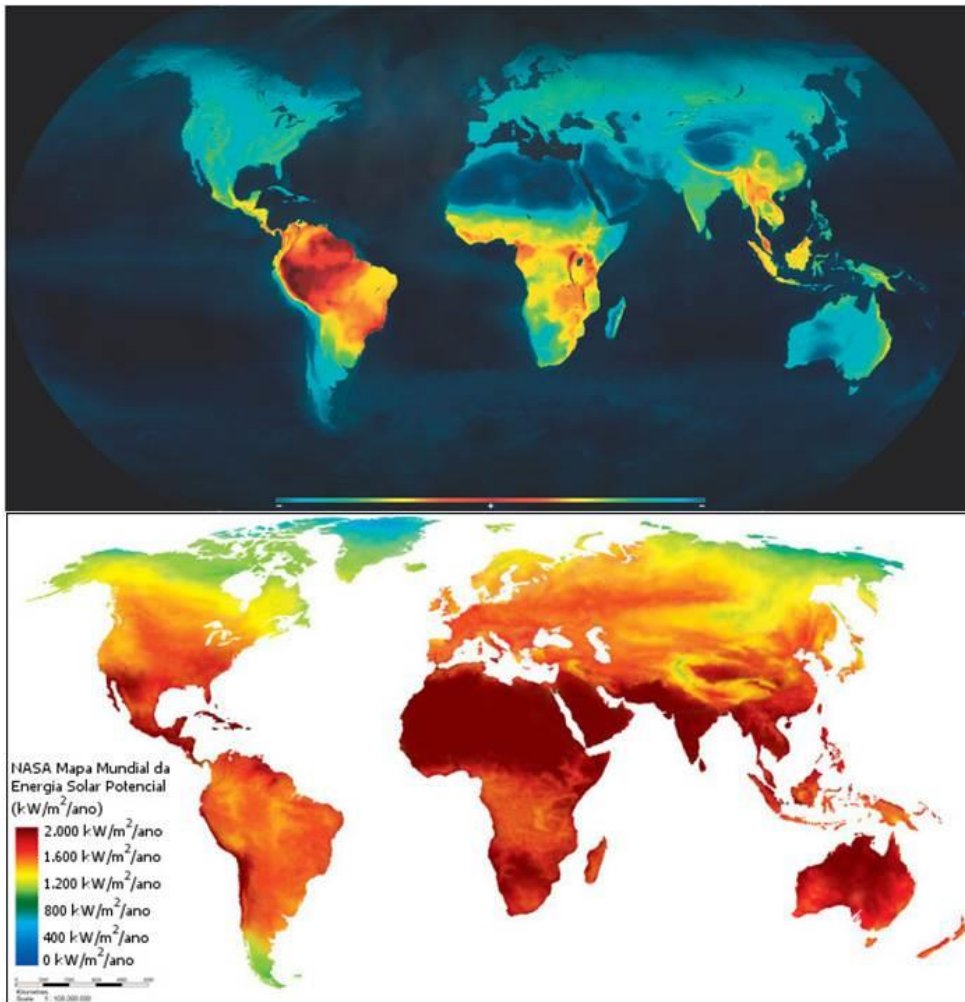 - + -
NASA Mapa Mundial da
Energia Solar Potencial
(kW/m²/ano)
2.000 kW/m²/ano
1.600 kW/m²/ano
1.200 kW/m²/ano
800 kW/m²/ano
400 kW/m²/ano
0 kW/m²/ano
Kilometres